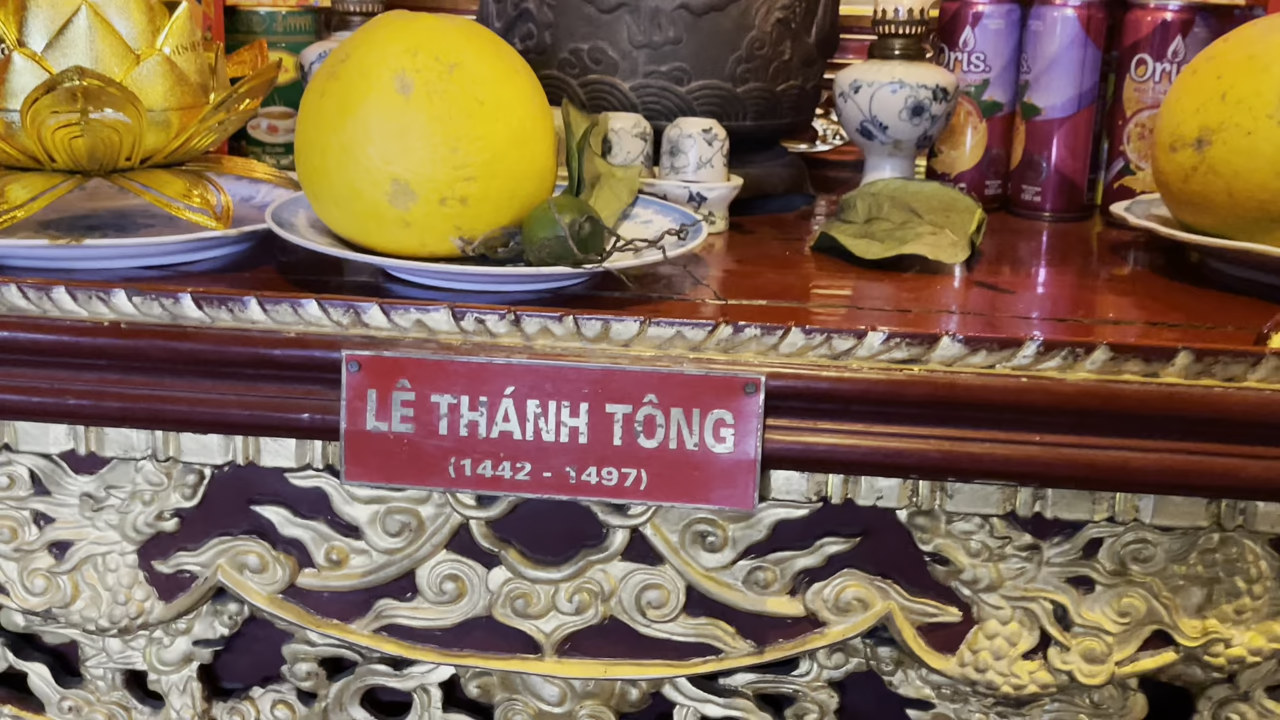 Oris.
Oris.
LÊ THÁNH TÔNG
(1442 - 1497)